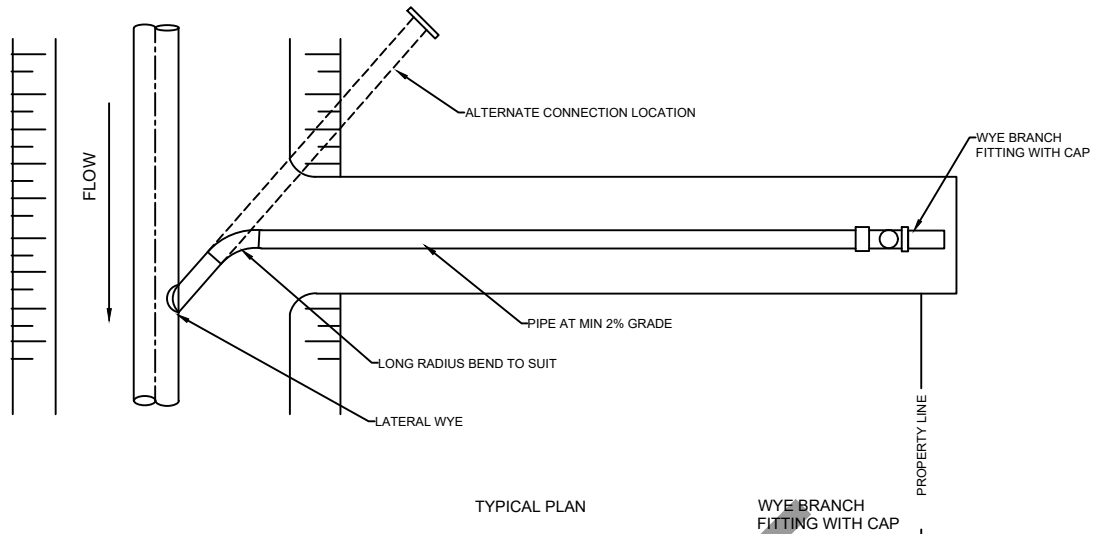 ALTERNATE CONNECTION LOCATION
WYE BRANCH
FITTING WITH CAP
FLOW
PIPE AT MIN 2% GRADE
LONG RADIUS BEND TO SUIT
LATERAL WYE
PROPERTY LINE
TYPICAL PLAN
WYE BRANCH
FITTING WITH CAP